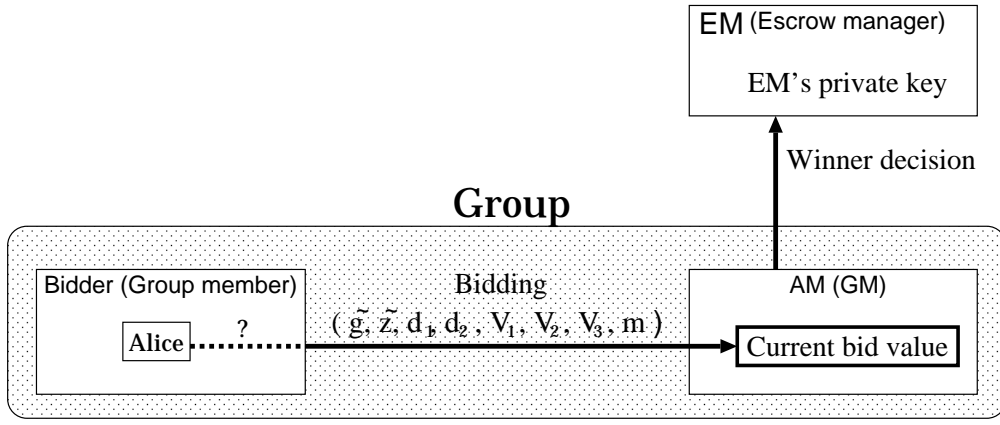 EM (Escrow manager)
EM's private key
Winner decision
Group
Bidder (Group member)
Alice
?
Bidding
( g̃, z̃, d₁, d₂, V₁, V₂, V₃, m )
AM (GM)
Current bid value